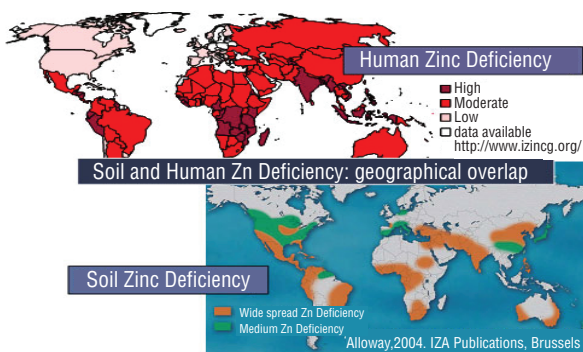 Human Zinc Deficiency
High
Moderate
Low
data available
http://www.izincg.org/
Soil and Human Zn Deficiency: geographical overlap
Soil Zinc Deficiency
Wide spread Zn Deficiency
Medium Zn Deficiency
Alloway,2004. IZA Publications, Brussels